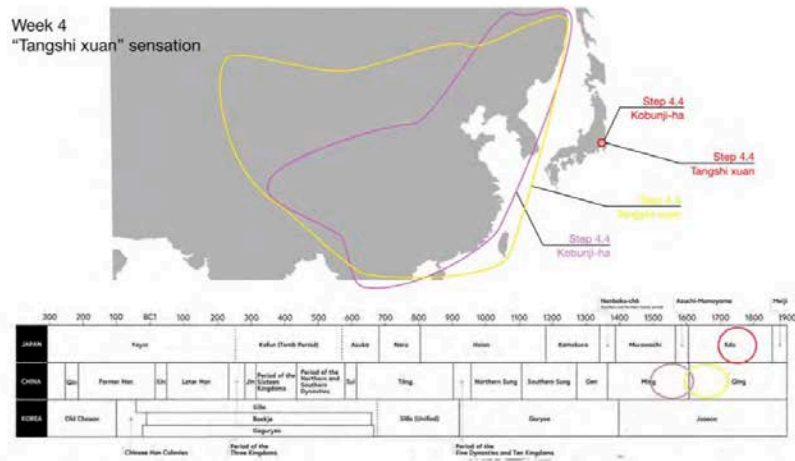 Week 4
“Tangshi xuan” sensation
Step 4.4
Kobunji-ha
Step 4.4
Tangshi xuan
Tangshi xuan
Step 4.4
Kobunji-ha
Nanboku-chō
Azuchi-Momoyama
Meiji
300 200 100 BC1 100 200 300 400 500 600 700 800 900 1000 1100 1200 1300 1400 1500 1600 1700 1800 1900
JAPAN Yayoi Kofun (Tomb Period) Asuka Nara Heian Kamakura Muromachi Edo
CHINA Qin Former Han Xin Later Han Jin Period of the Sixteen Kingdoms Period of the Northern and Southern Dynasties Sui Tang Northern Sung Southern Sung Ming Qing
KOREA Old Choson Silla Baekje Goguryeo Silla (Unified) Goryeo Joseon
Chinese Han Colonies
Period of the
Three Kingdoms
Period of the
Five Dynasties and Ten Kingdoms